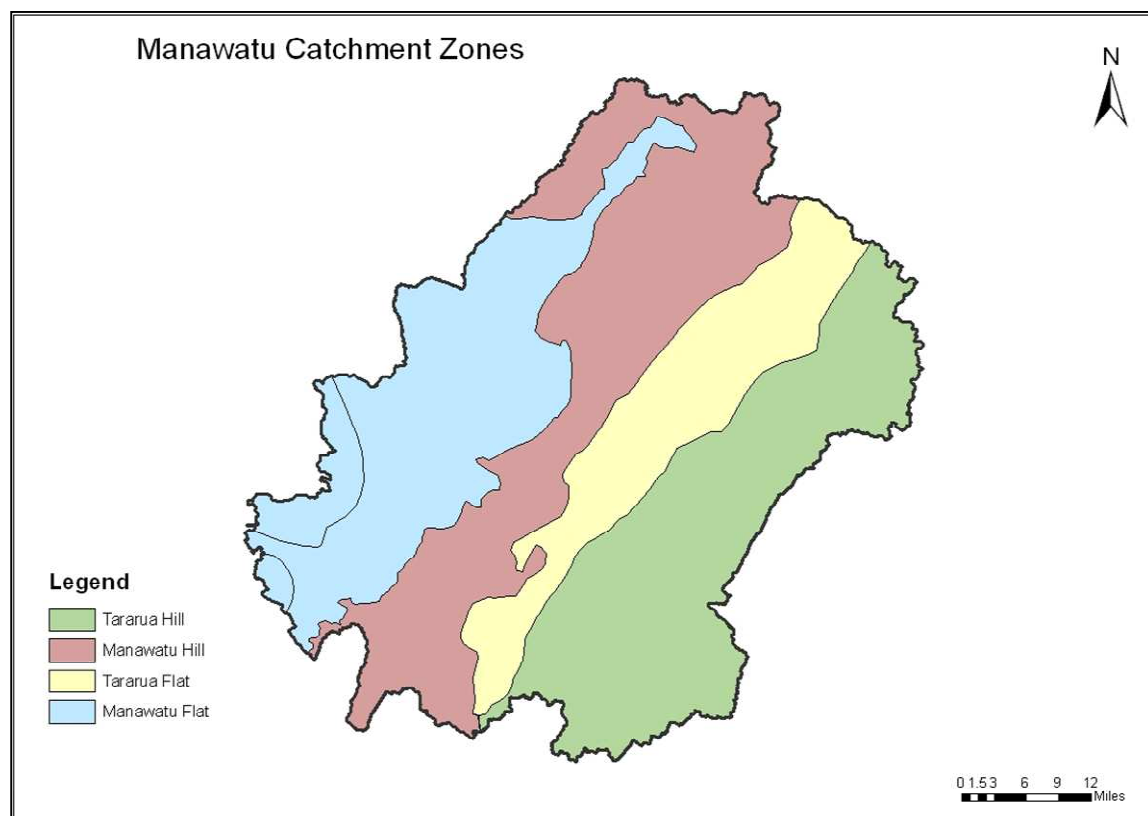 Manawatu Catchment Zones
N
Legend
Tararua Hill
Manawatu Hill
Tararua Flat
Manawatu Flat
0 1.5 3 6 9 12
Miles